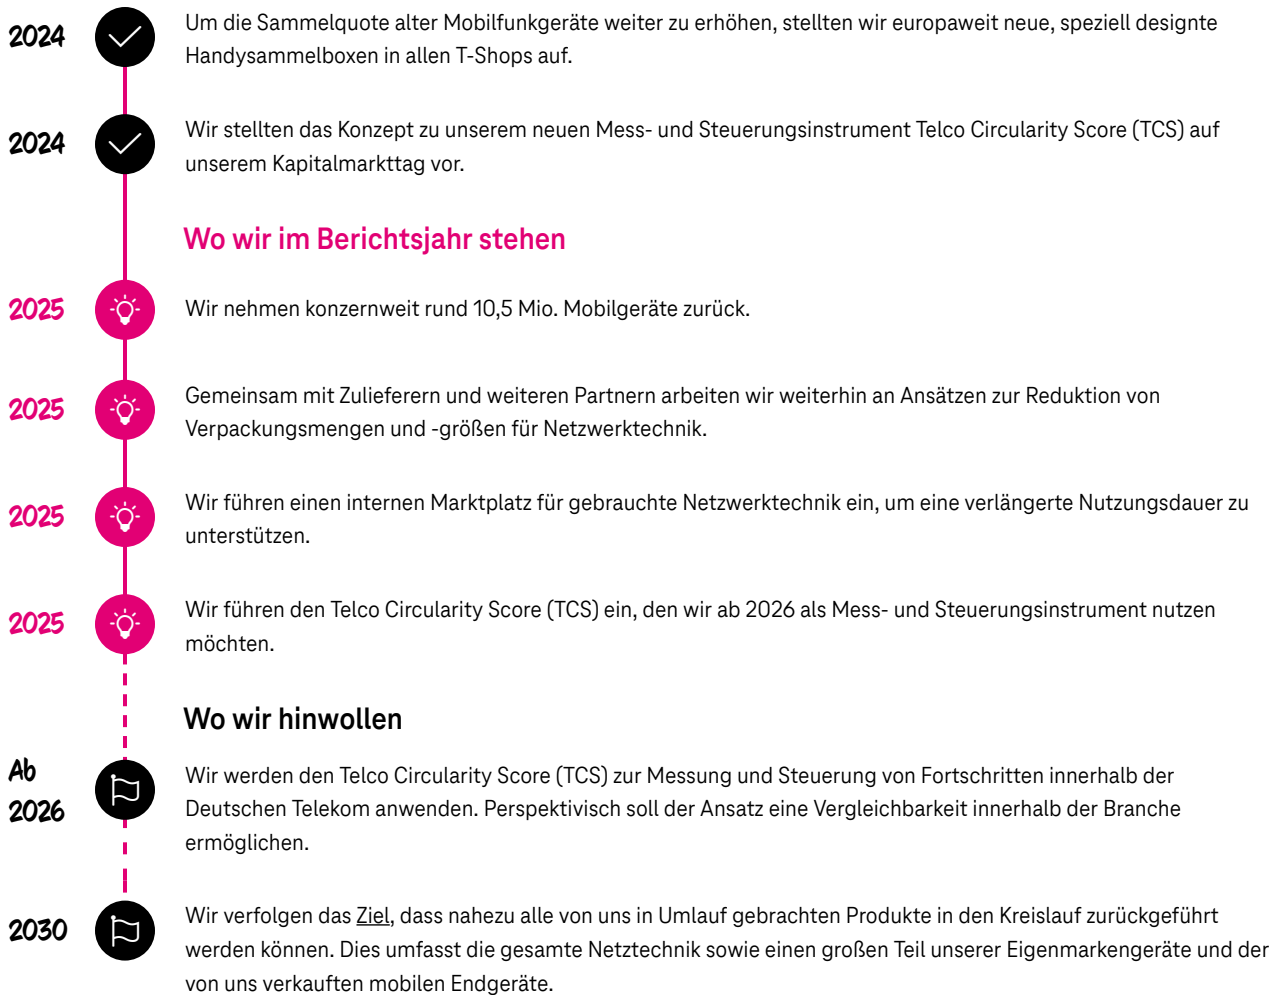 2024
Um die Sammelquote alter Mobilfunkgeräte weiter zu erhöhen, stellten wir europaweit neue, speziell designte
Handysammelboxen in allen T-Shops auf.
2024
Wir stellten das Konzept zu unserem neuen Mess- und Steuerungsinstrument Telco Circularity Score (TCS) auf
unserem Kapitalmarkttag vor.
Wo wir im Berichtsjahr stehen
2025
Wir nehmen konzernweit rund 10,5 Mio. Mobilgeräte zurück.
2025
Gemeinsam mit Zulieferern und weiteren Partnern arbeiten wir weiterhin an Ansätzen zur Reduktion von
Verpackungsmengen und -größen für Netzwerktechnik.
2025
Wir führen einen internen Marktplatz für gebrauchte Netzwerktechnik ein, um eine verlängerte Nutzungsdauer zu
unterstützen.
2025
Wir führen den Telco Circularity Score (TCS) ein, den wir ab 2026 als Mess- und Steuerungsinstrument nutzen
möchten.
Wo wir hinwollen
Ab
2026
Wir werden den Telco Circularity Score (TCS) zur Messung und Steuerung von Fortschritten innerhalb der
Deutschen Telekom anwenden. Perspektivisch soll der Ansatz eine Vergleichbarkeit innerhalb der Branche
ermöglichen.
2030
Wir verfolgen das Ziel, dass nahezu alle von uns in Umlauf gebrachten Produkte in den Kreislauf zurückgeführt
werden können. Dies umfasst die gesamte Netztechnik sowie einen großen Teil unserer Eigenmarkengeräte und der
von uns verkauften mobilen Endgeräte.